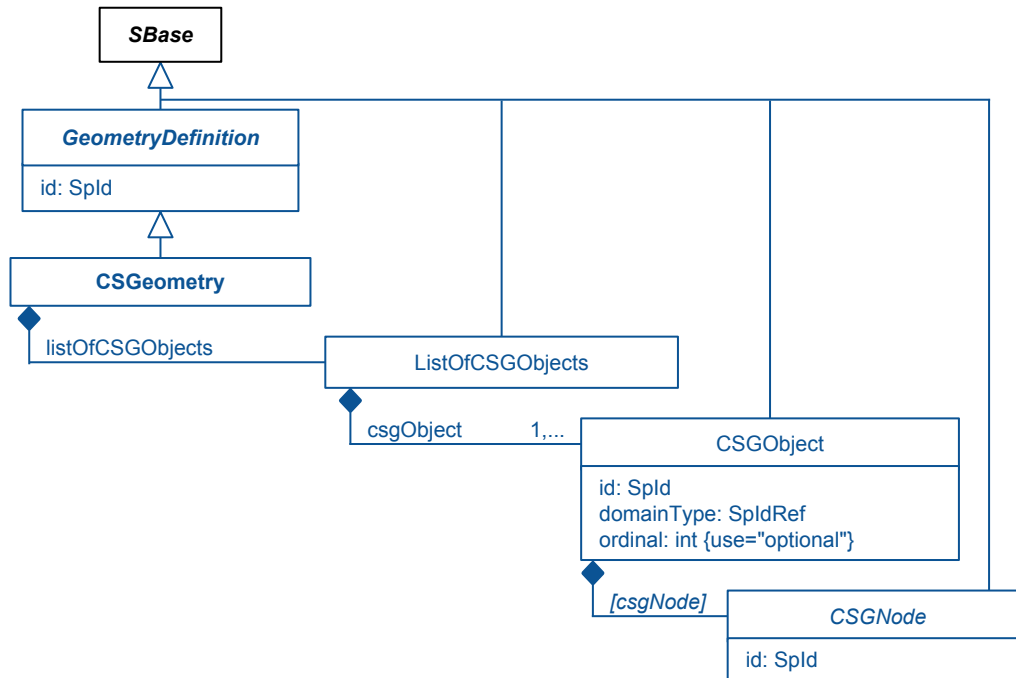 SBase
GeometryDefinition
id: SpId
CSGeometry
listOfCSGObjects
ListOfCSGObjects
csgObject 1,...
CSGObject
id: SpId
domainType: SpIdRef
ordinal: int {use="optional"}
[csgNode]
CSGNode
id: SpId